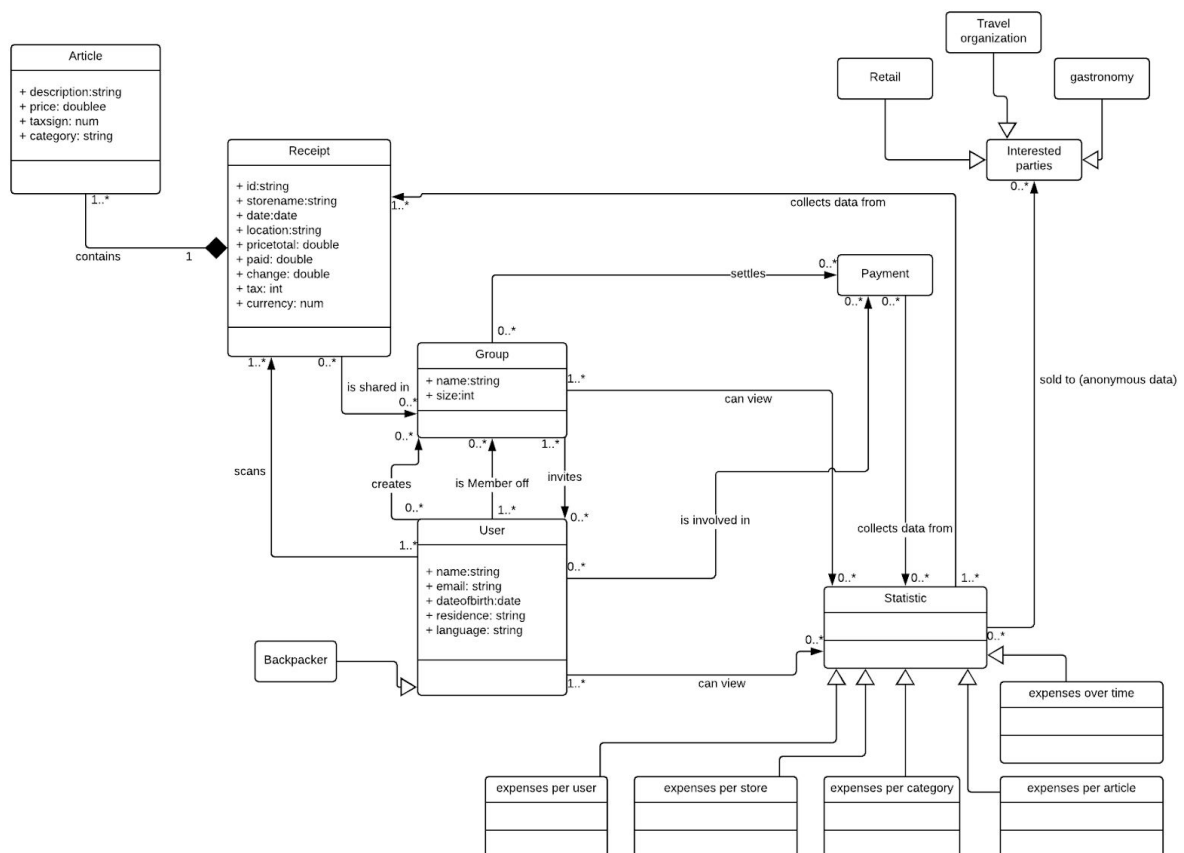 Travel
organization
Retail
gastronomy
Interested
parties
0..*
Article
+ description:string
+ price: doublee
+ taxsign: num
+ category: string
1..*
contains
1
Receipt
+ id:string
+ storename:string
+ date:date
+ location:string
+ pricetotal: double
+ paid: double
+ change: double
+ tax: int
+ currency: num
1..*
collects data from
settles
0..*
Payment
0..*
0..*
0..*
1..*
0..*
is shared in
0..*
Group
+ name:string
+ size:int
1..*
can view
sold to (anonymous data)
0..*
0..*
1..*
scans
creates
is Member off
invites
0..*
1..*
0..*
1..*
User
+ name:string
+ email: string
+ dateofbirth:date
+ residence: string
+ language: string
0..*
is involved in
collects data from
0..*
0..*
1..*
Statistic
0..*
0..*
Backpacker
1..*
can view
expenses over time
expenses per user
expenses per store
expenses per category
expenses per article